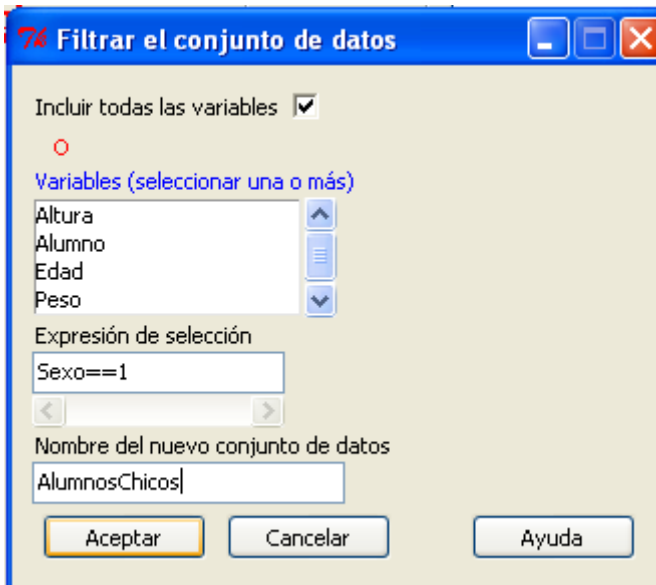 Filtrar el conjunto de datos
Incluir todas las variables
O
Variables (seleccionar una o más)
Altura
Alumno
Edad
Peso
Expresión de selección
Sexo==1
Nombre del nuevo conjunto de datos
AlumnosChicos
Aceptar
Cancelar
Ayuda